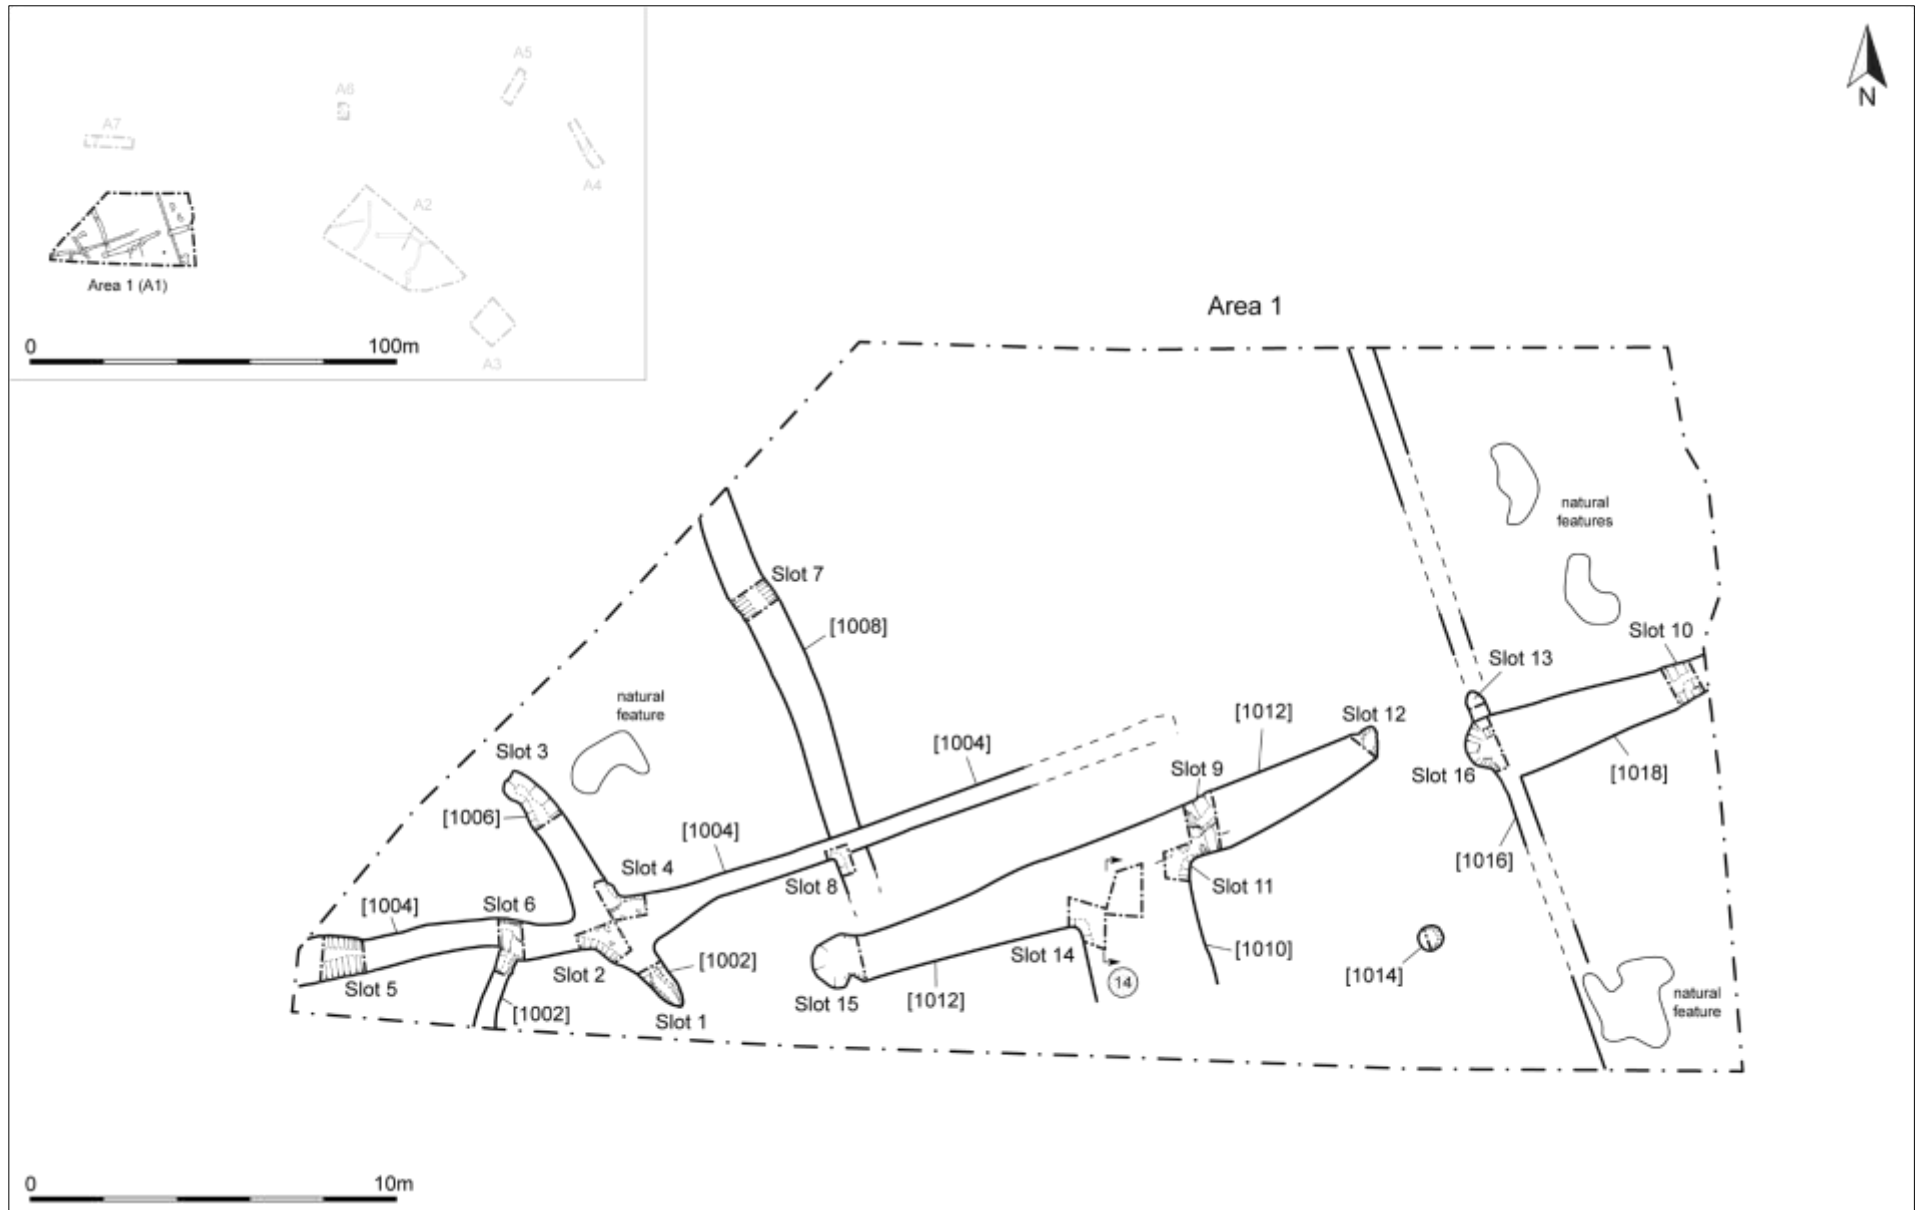 A5
A6
A7
A4
A2
Area 1 (A1)
A3
0 100m
N
Area 1
natural
features
Slot 7
[1008]
Slot 10
Slot 13
natural
feature
[1012]
Slot 12
[1004]
Slot 3
Slot 9
Slot 16
[1018]
[1006]
[1004]
[1016]
Slot 4
Slot 8
Slot 11
Slot 6
[1004]
Slot 14
[1010]
Slot 2
[1002]
[1014]
14
Slot 5
Slot 15
[1012]
natural
feature
[1002]
Slot 1
0 10m